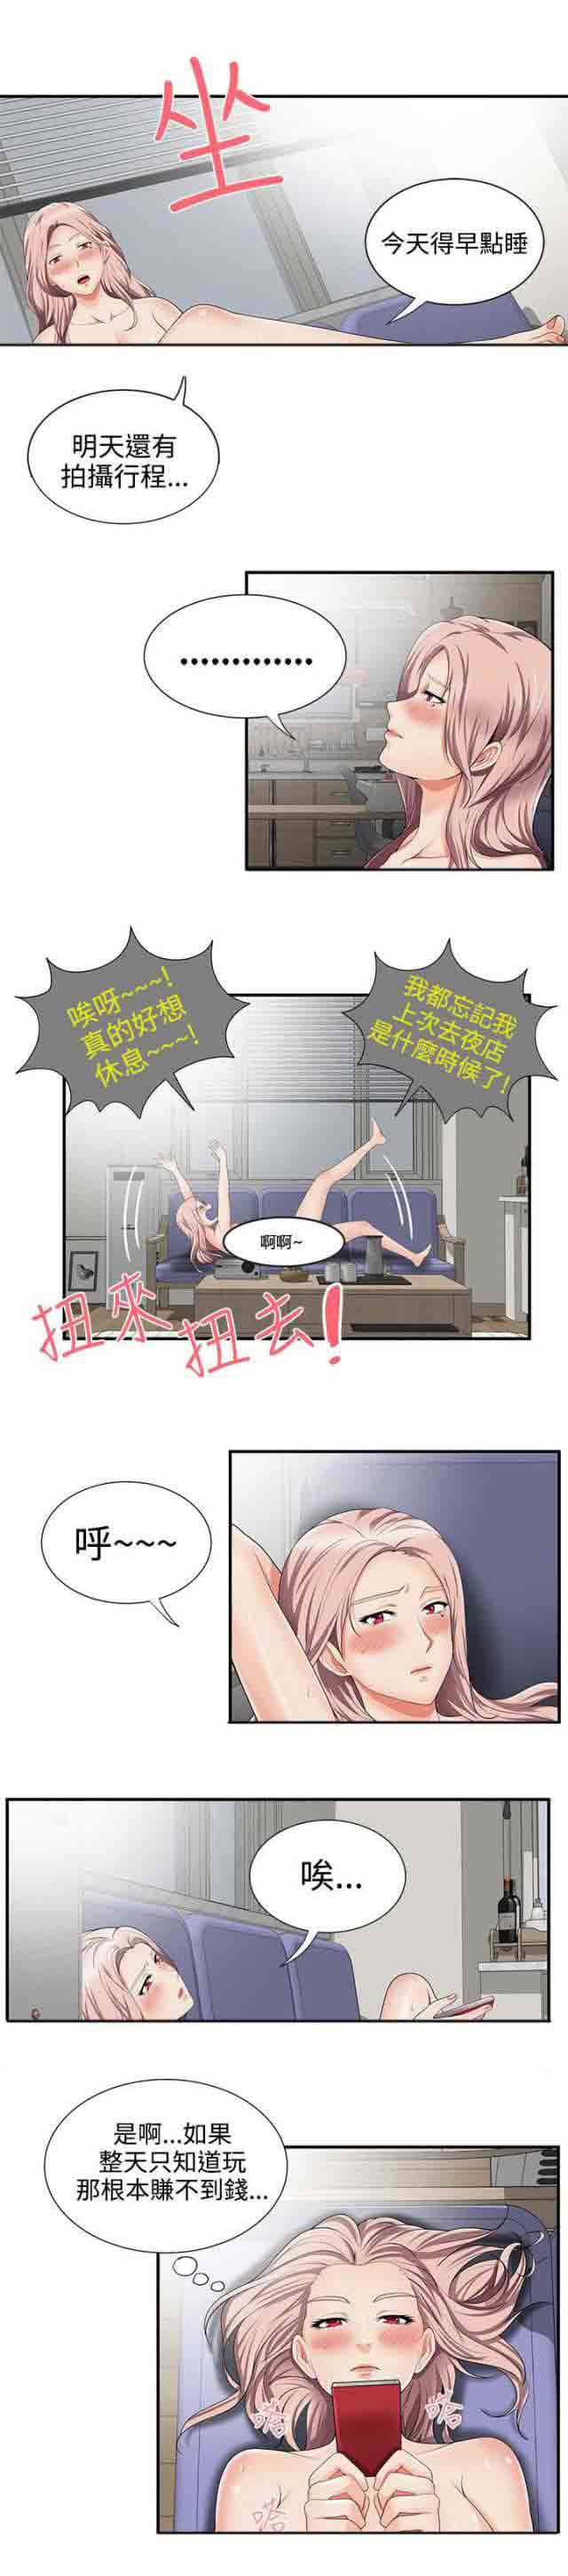 坐
今天得早點睡
明天還有
拍攝行程...
.............
唉呀~~~!
真的好想
休息~~~!
我都忘記我
上次去夜店
是什麼時候了!
啊啊~
扭來
扭去!
呼~~~
唉...
是啊...如果
整天只知道玩
那根本賺不到錢...
嗒
嗒
嗒